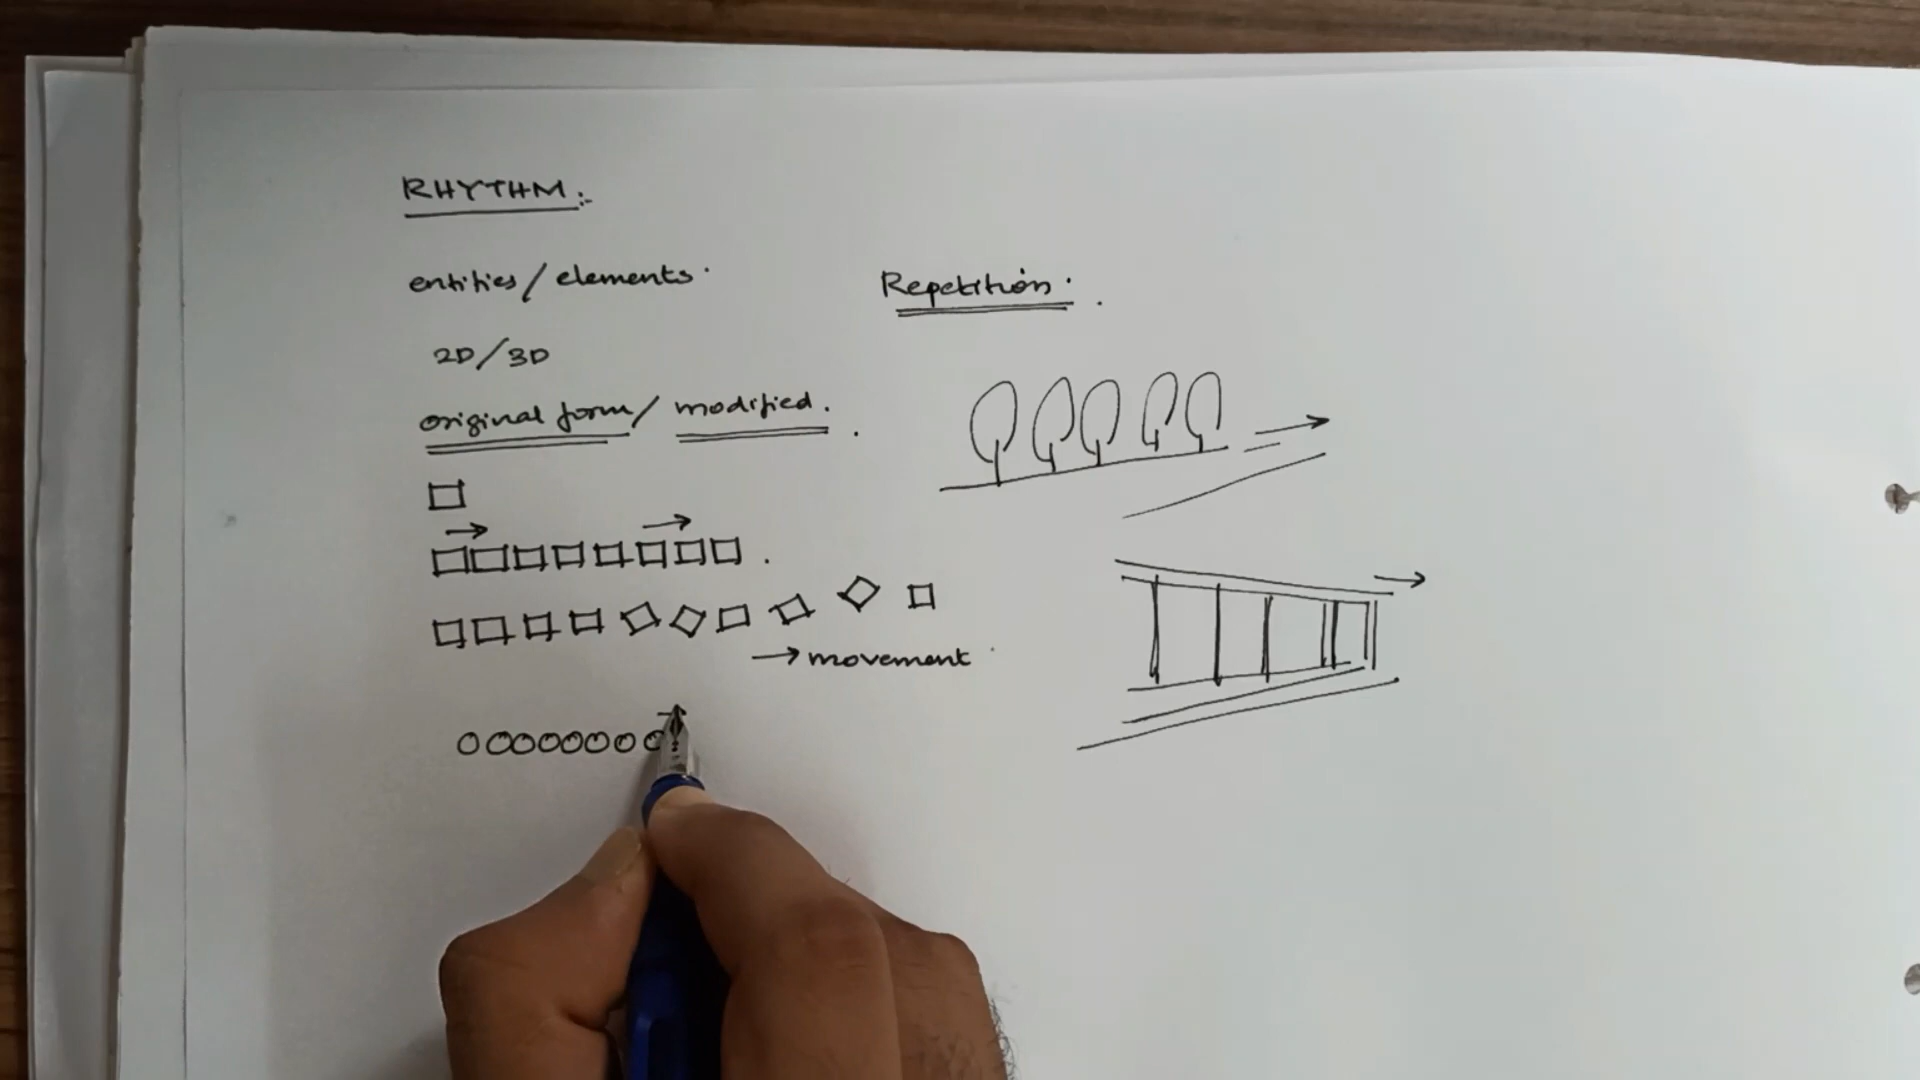 RHYTHM:-
entities/elements.
Repetition.
2D/3D
original form/modified.
→ movement